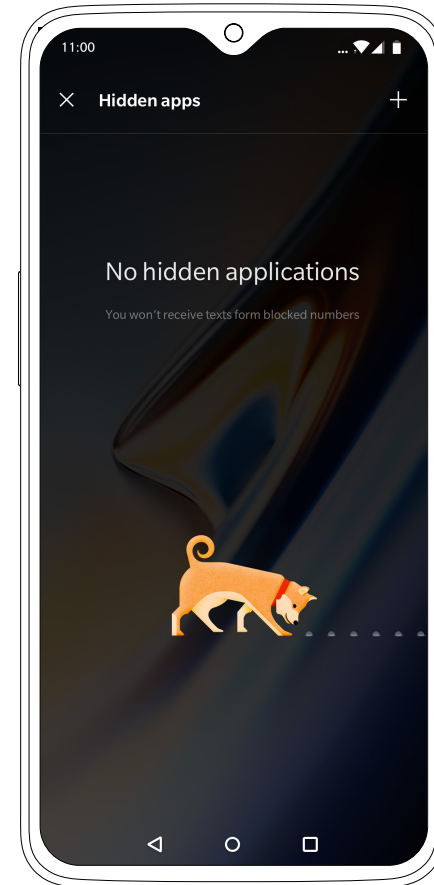 11:00
Hidden apps
No hidden applications
You won't receive texts form blocked numbers